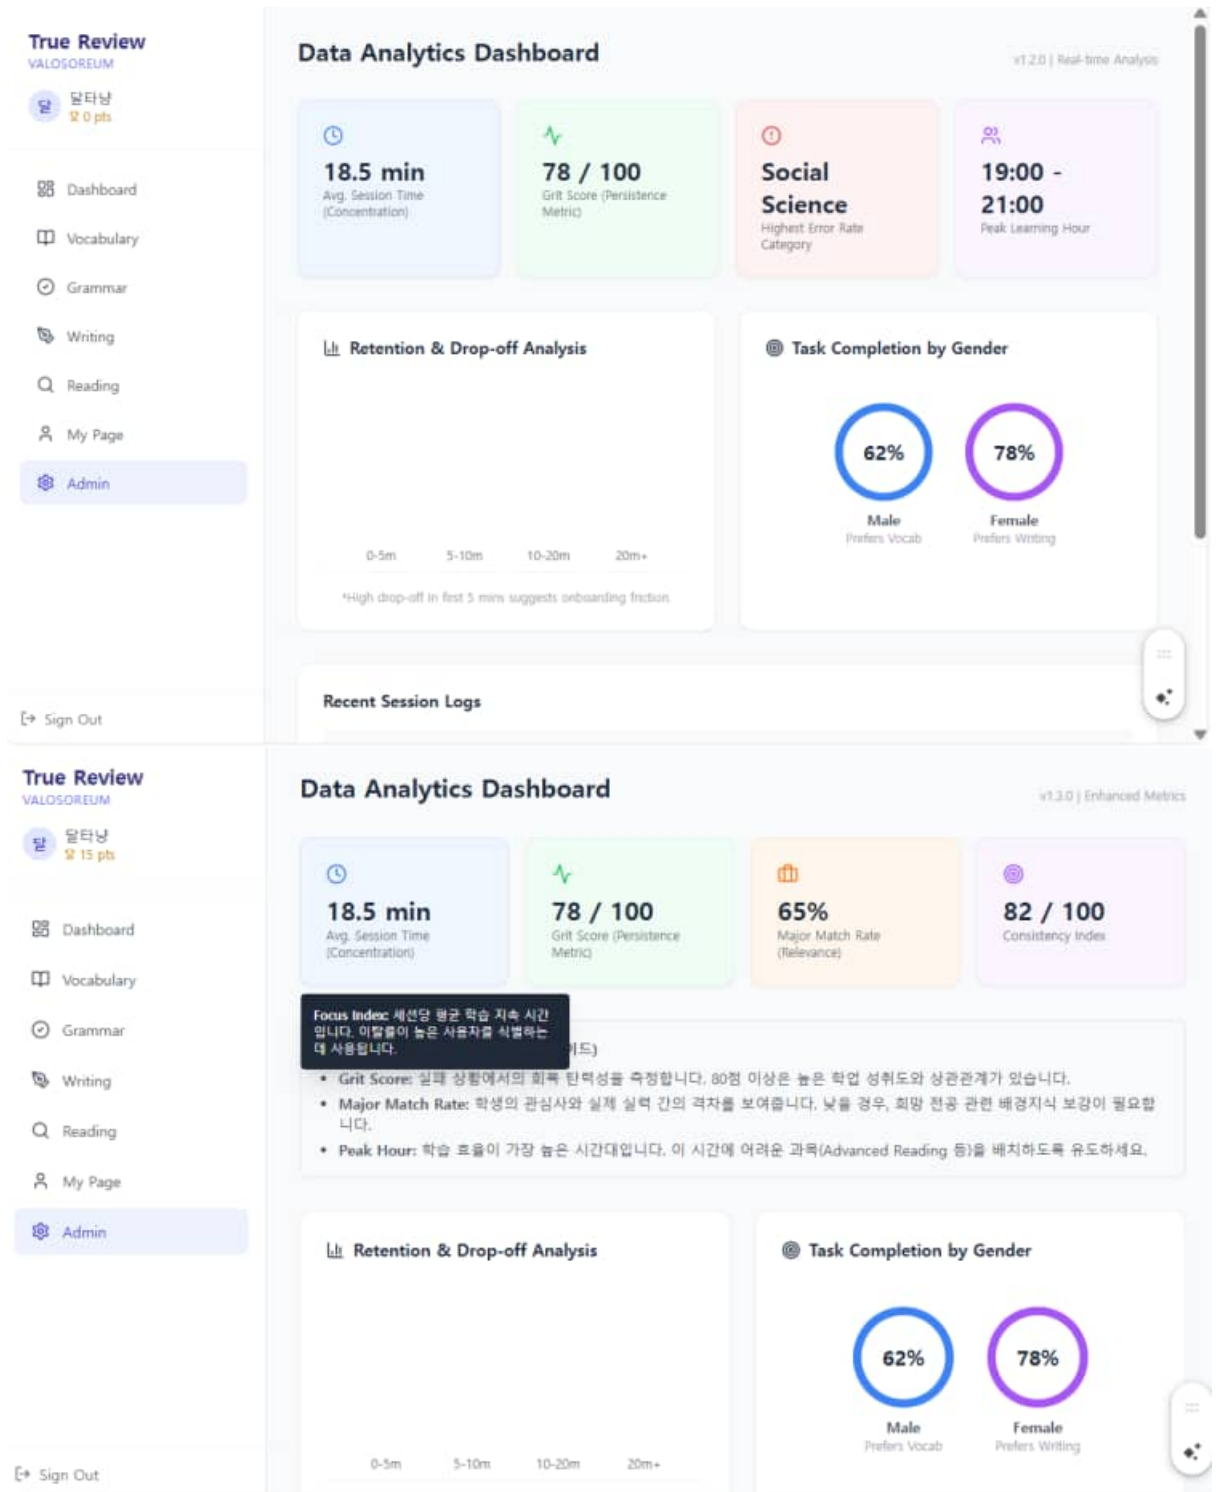 True Review
VALOSOREUM
달 달타냥
0 pts
Dashboard
Vocabulary
Grammar
Writing
Reading
My Page
Admin
Sign Out
Data Analytics Dashboard
v1.2.0 | Real-time Analysis
18.5 min
Avg. Session Time
(Concentration)
78 / 100
Grit Score (Persistence
Metric)
Social
Science
Highest Error Rate
Category
19:00 -
21:00
Peak Learning Hour
Retention & Drop-off Analysis
0-5m 5-10m 10-20m 20m+
*High drop-off in first 5 mins suggests onboarding friction.
Task Completion by Gender
62%
Male
Prefers Vocab
78%
Female
Prefers Writing
Recent Session Logs
True Review
VALOSOREUM
달 달타냥
15 pts
Dashboard
Vocabulary
Grammar
Writing
Reading
My Page
Admin
Sign Out
Data Analytics Dashboard
v1.3.0 | Enhanced Metrics
18.5 min
Avg. Session Time
(Concentration)
78 / 100
Grit Score (Persistence
Metric)
65%
Major Match Rate
(Relevance)
82 / 100
Consistency Index
Focus Index: 세션당 평균 학습 지속 시간
입니다. 이탈률이 높은 사용자를 식별하는
데 사용됩니다.
이드)
• Grit Score: 실패 상황에서의 회복 탄력성을 측정합니다. 80점 이상은 높은 학업 성취도와 상관관계가 있습니다.
• Major Match Rate: 학생의 관심사와 실제 실력 간의 격차를 보여줍니다. 낮을 경우, 희망 전공 관련 배경지식 보강이 필요합
니다.
• Peak Hour: 학습 효율이 가장 높은 시간대입니다. 이 시간에 어려운 과목(Advanced Reading 등)을 배치하도록 유도하세요.
Retention & Drop-off Analysis
0-5m 5-10m 10-20m 20m+
Task Completion by Gender
62%
Male
Prefers Vocab
78%
Female
Prefers Writing